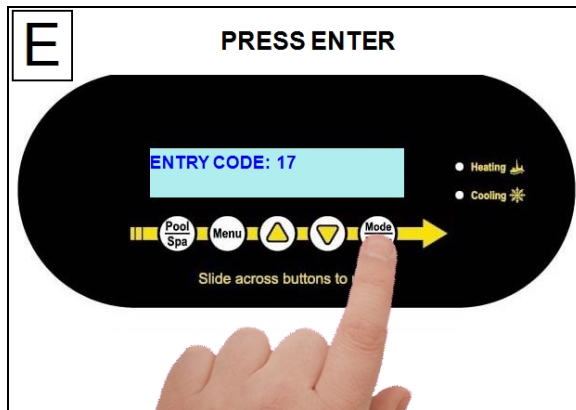 E
PRESS ENTER
ENTRY CODE: 17
Heating
Cooling
Pool
Spa
Menu
Mode
Slide across buttons to